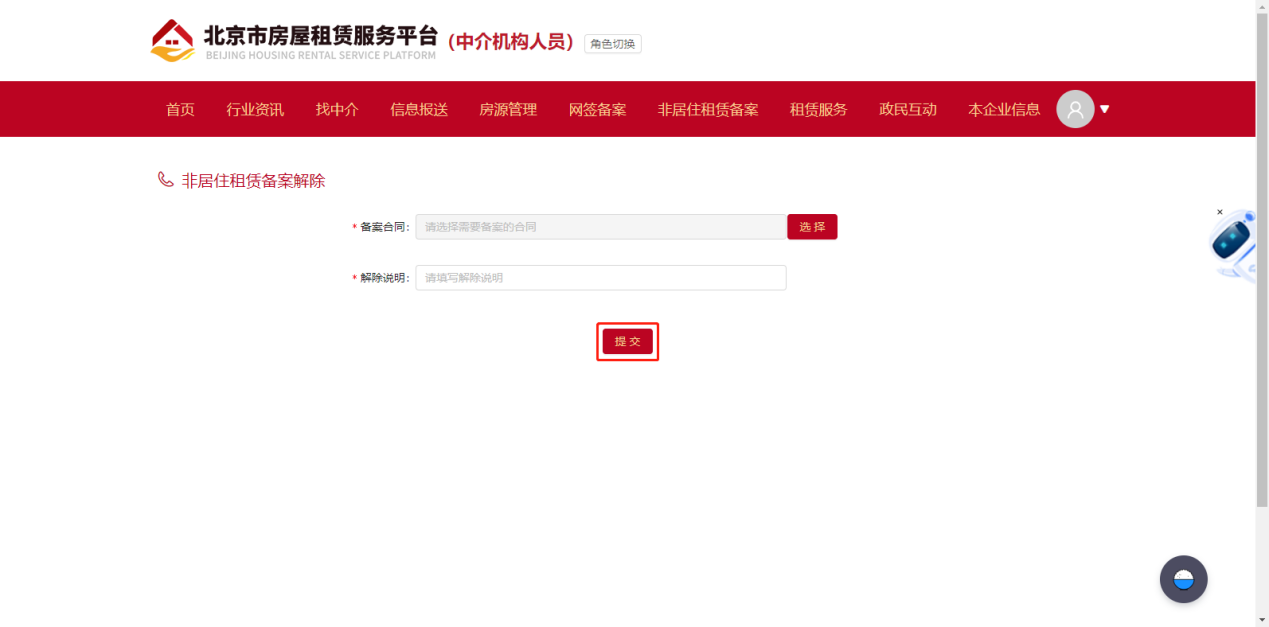 北京市房屋租赁服务平台 (中介机构人员) 角色切换
BEIJING HOUSING RENTAL SERVICE PLATFORM
首页 行业资讯 找中介 信息报送 房源管理 网签备案 非居住租赁备案 租赁服务 政民互动 本企业信息
非居住租赁备案解除
* 备案合同: 请选择需要备案的合同 选 择
* 解除说明: 请填写解除说明
提 交